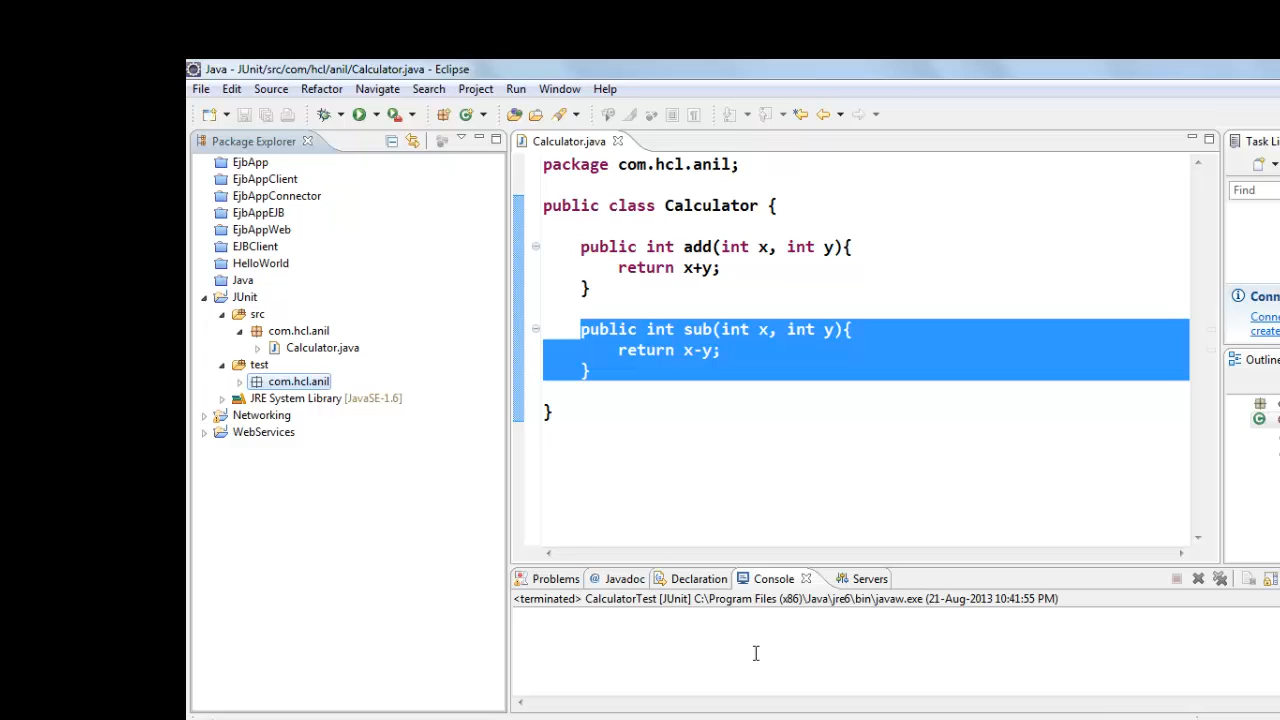 Java - JUnit/src/com/hcl/anil/Calculator.java - Eclipse
File Edit Source Refactor Navigate Search Project Run Window Help
Package Explorer
EjbApp
EjbAppClient
EjbAppConnector
EjbAppEJB
EjbAppWeb
EJBClient
HelloWorld
Java
JUnit
src
com.hcl.anil
Calculator.java
test
com.hcl.anil
JRE System Library [JavaSE-1.6]
Networking
WebServices
Calculator.java
package com.hcl.anil;
public class Calculator {
public int add(int x, int y){
return x+y;
}
public int sub(int x, int y){
return x-y;
}
}
Task Li
Find
Conn
Conne
create
Outline
Problems @ Javadoc Declaration Console Servers
<terminated> CalculatorTest [JUnit] C:\Program Files (x86)\Java\jre6\bin\javaw.exe (21-Aug-2013 10:41:55 PM)